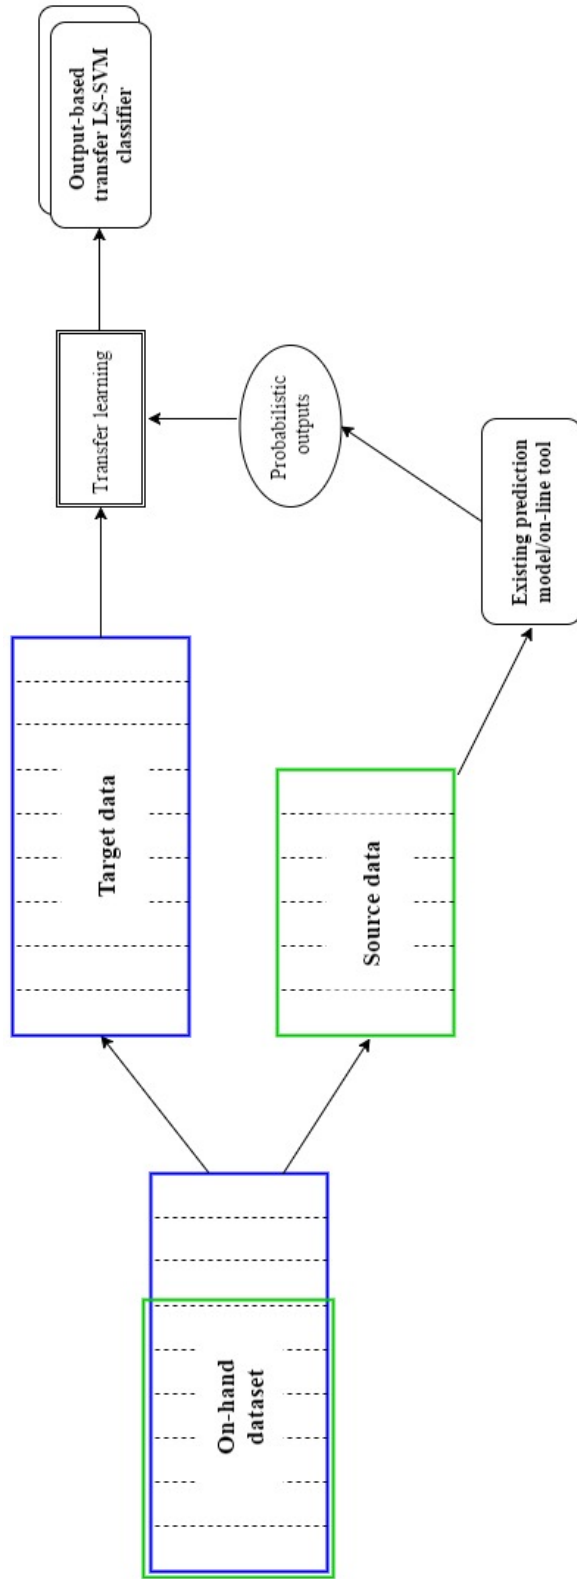 On-hand
dataset
Target data
Source data
Existing prediction
model/on-line tool
Probabilistic
outputs
Transfer learning
Output-based
transfer LS-SVM
classifier